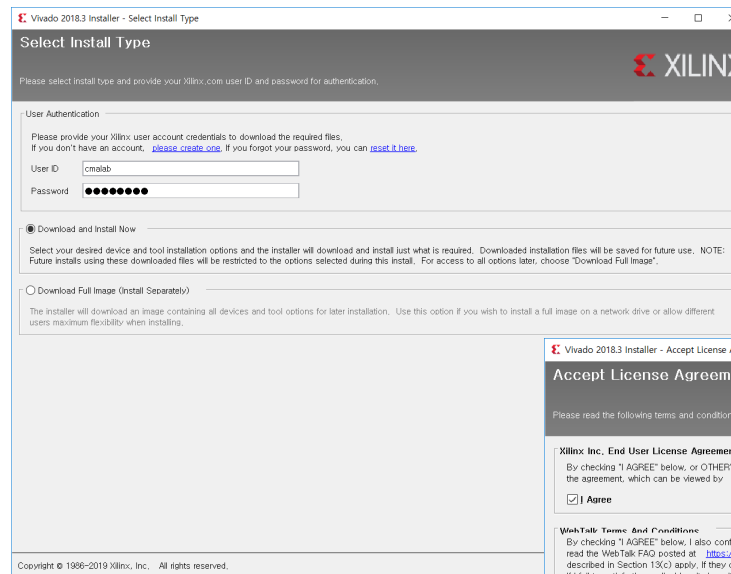 Vivado 2018.3 Installer - Select Install Type
Select Install Type
XILINX
Please select install type and provide your Xilinx.com user ID and password for authentication.
User Authentication
Please provide your Xilinx user account credentials to download the required files.
If you don't have an account, please create one. If you forgot your password, you can reset it here.
User ID cmalab
Password ●●●●●●●●
Download and Install Now
Select your desired device and tool installation options and the installer will download and install just what is required. Downloaded installation files will be saved for future use. NOTE:
Future installs using these downloaded files will be restricted to the options selected during this install. For access to all options later, choose "Download Full Image".
Download Full Image (Install Separately)
The installer will download an image containing all devices and tool options for later installation. Use this option if you wish to install a full image on a network drive or allow different
users maximum flexibility when installing.
Copyright © 1986-2019 Xilinx, Inc. All rights reserved.
Vivado 2018.3 Installer - Accept License
Accept License Agreem
Please read the following terms and condition
Xilinx Inc. End User License Agreemen
By checking "I AGREE" below, or OTHER
the agreement, which can be viewed by
I Agree
WebTalk Terms And Conditions
By checking "I AGREE" below, I also conf
read the WebTalk FAQ posted at https:/
described in Section 13(c) apply. If they c